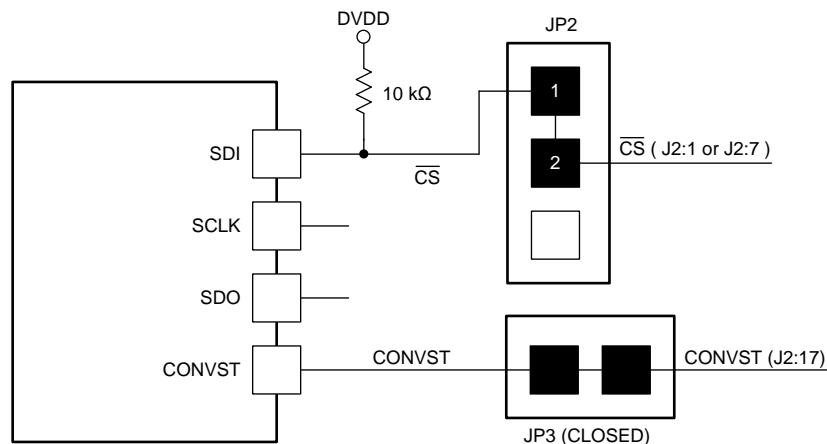 DVDD
JP2
10 kΩ
1
SDI
CS
2
CS ( J2:1 or J2:7 )
SCLK
SDO
CONVST
CONVST
CONVST (J2:17)
JP3 (CLOSED)